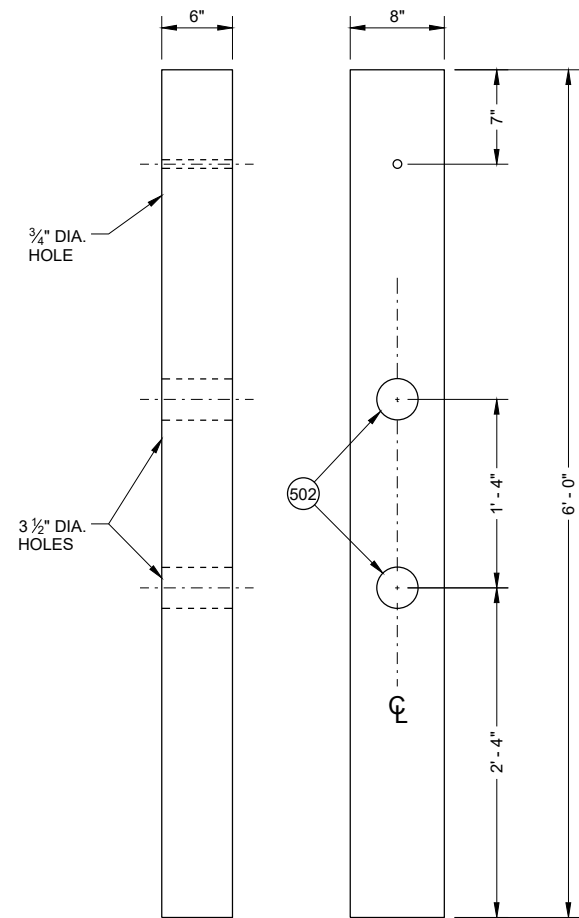 6"
8"
7"
¾" DIA.
HOLE
3 ½" DIA.
HOLES
502
1' - 4"
6' - 0"
2' - 4"
℄